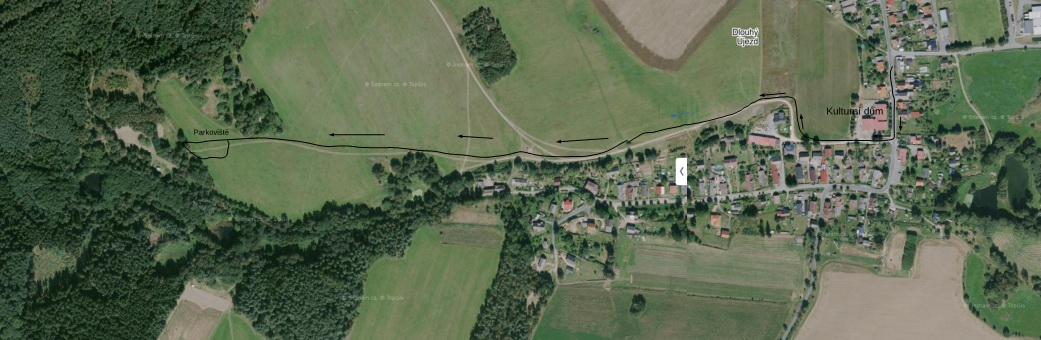 Dlouhý
Újezd
Kulturní dům
Parkoviště